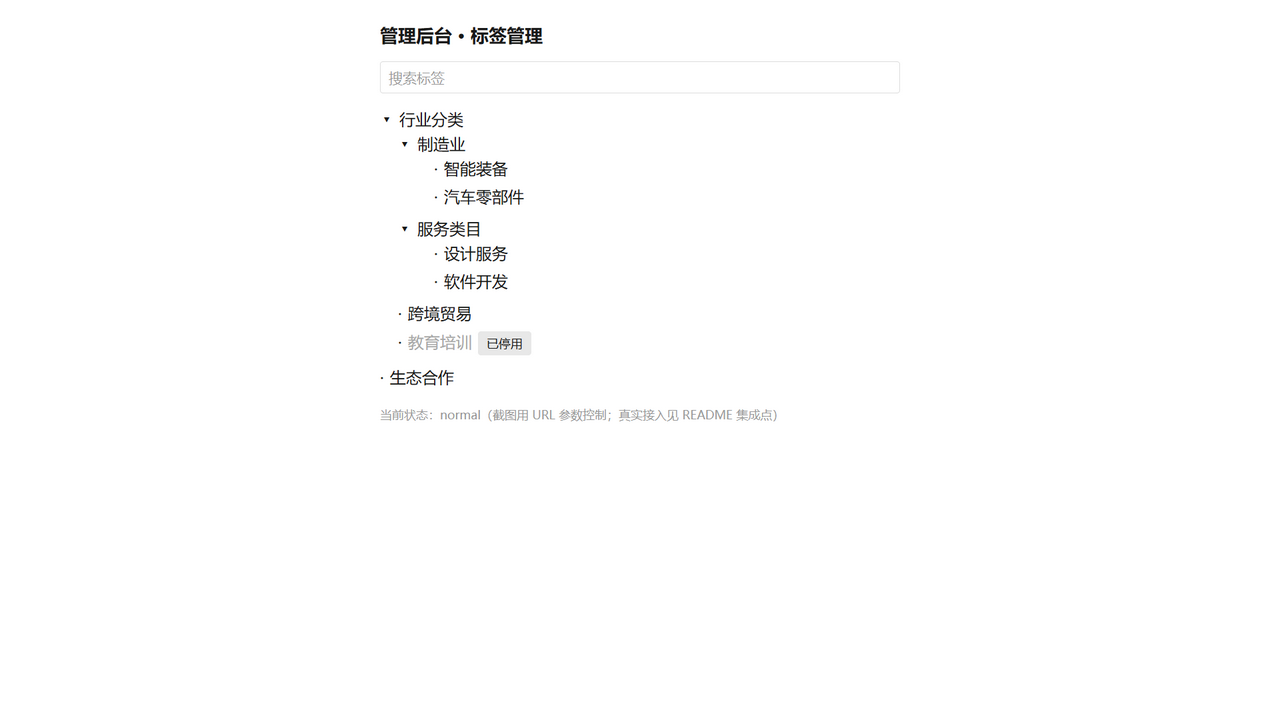 管理后台 • 标签管理
搜索标签
▾ 行业分类
▾ 制造业
· 智能装备
· 汽车零部件
▾ 服务类目
· 设计服务
· 软件开发
· 跨境贸易
· 教育培训 已停用
· 生态合作
当前状态：normal（截图用 URL 参数控制；真实接入见 README 集成点）